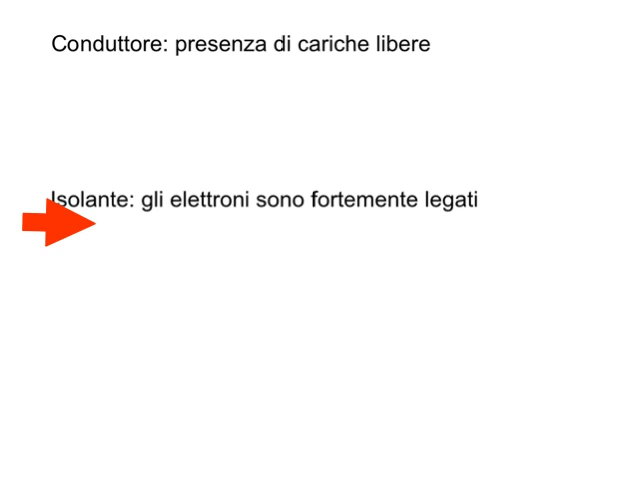 Conduttore: presenza di cariche libere
Isolante: gli elettroni sono fortemente legati